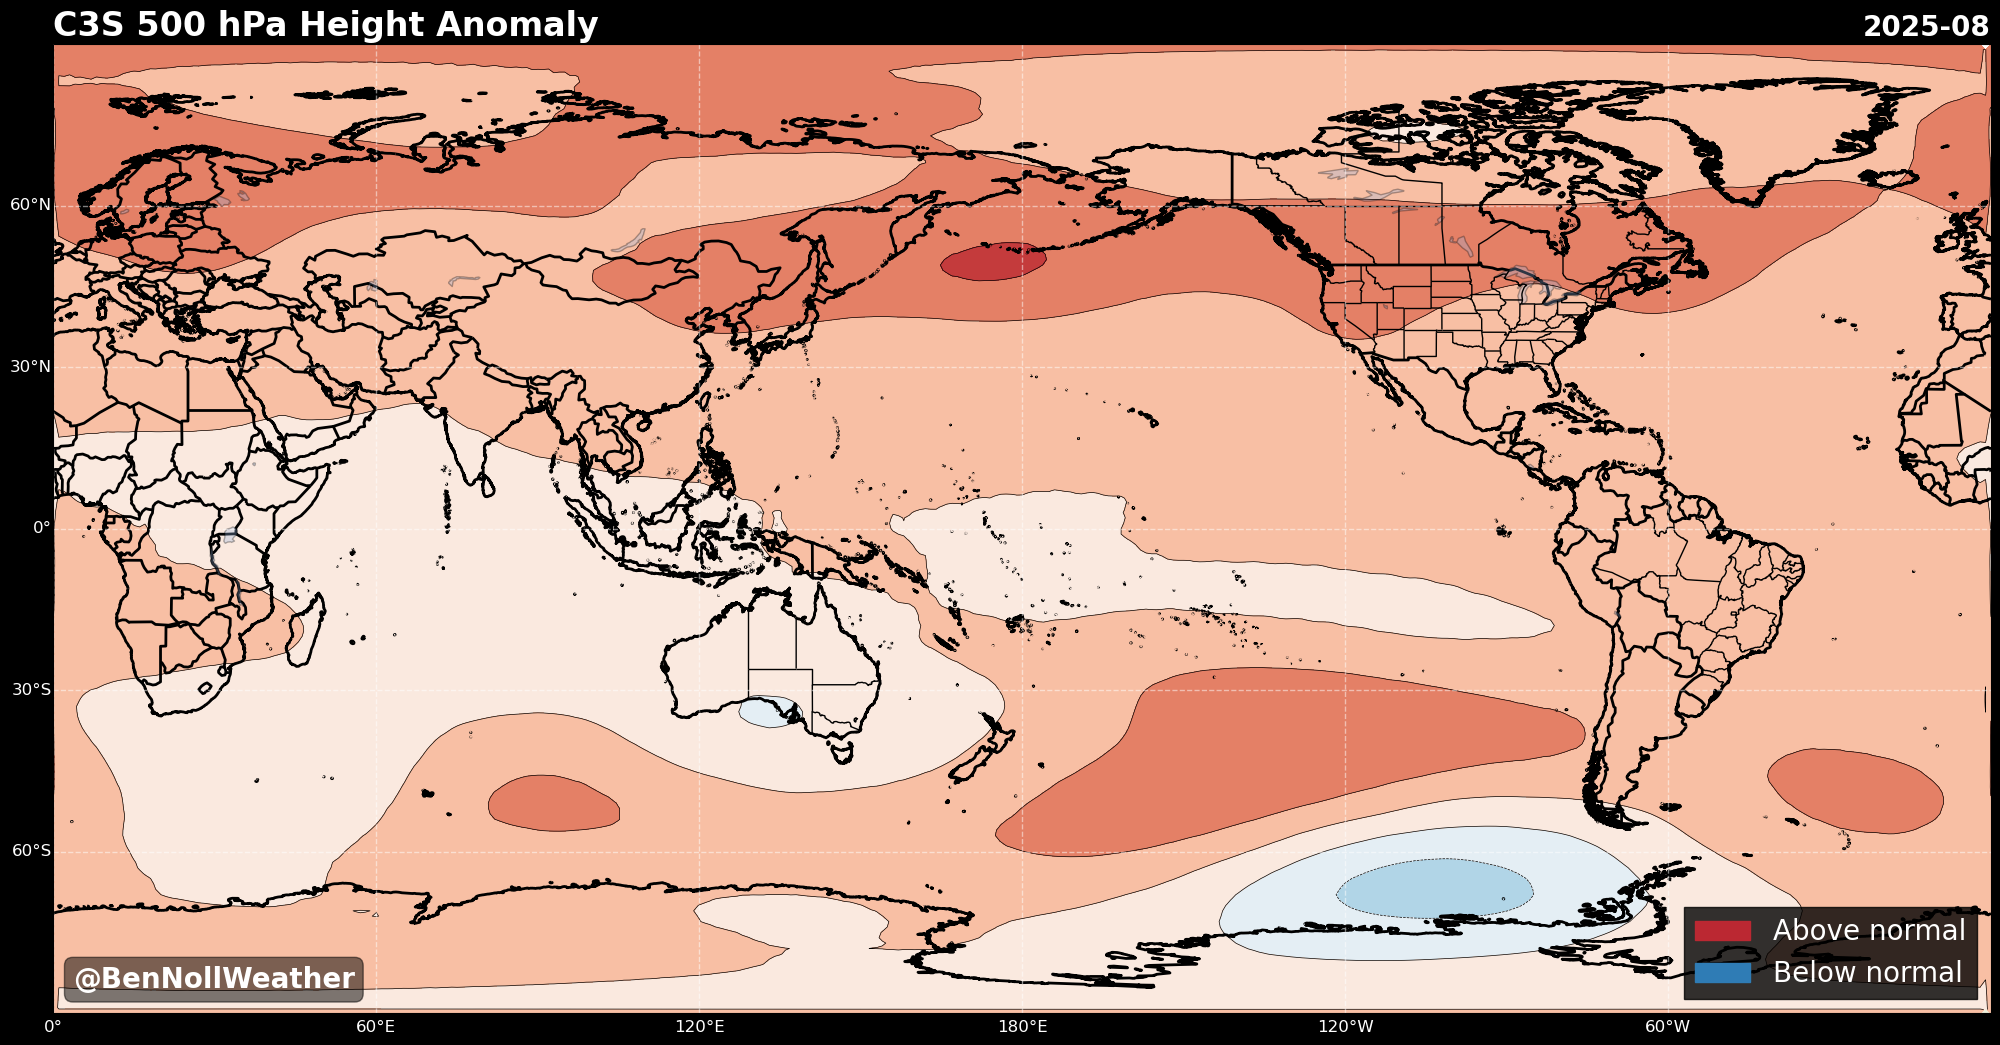 C3S 500 hPa Height Anomaly
2025-08
60°N
30°N
0°
30°S
60°S
0°
60°E
120°E
180°E
120°W
60°W
@BenNollWeather
Above normal
Below normal